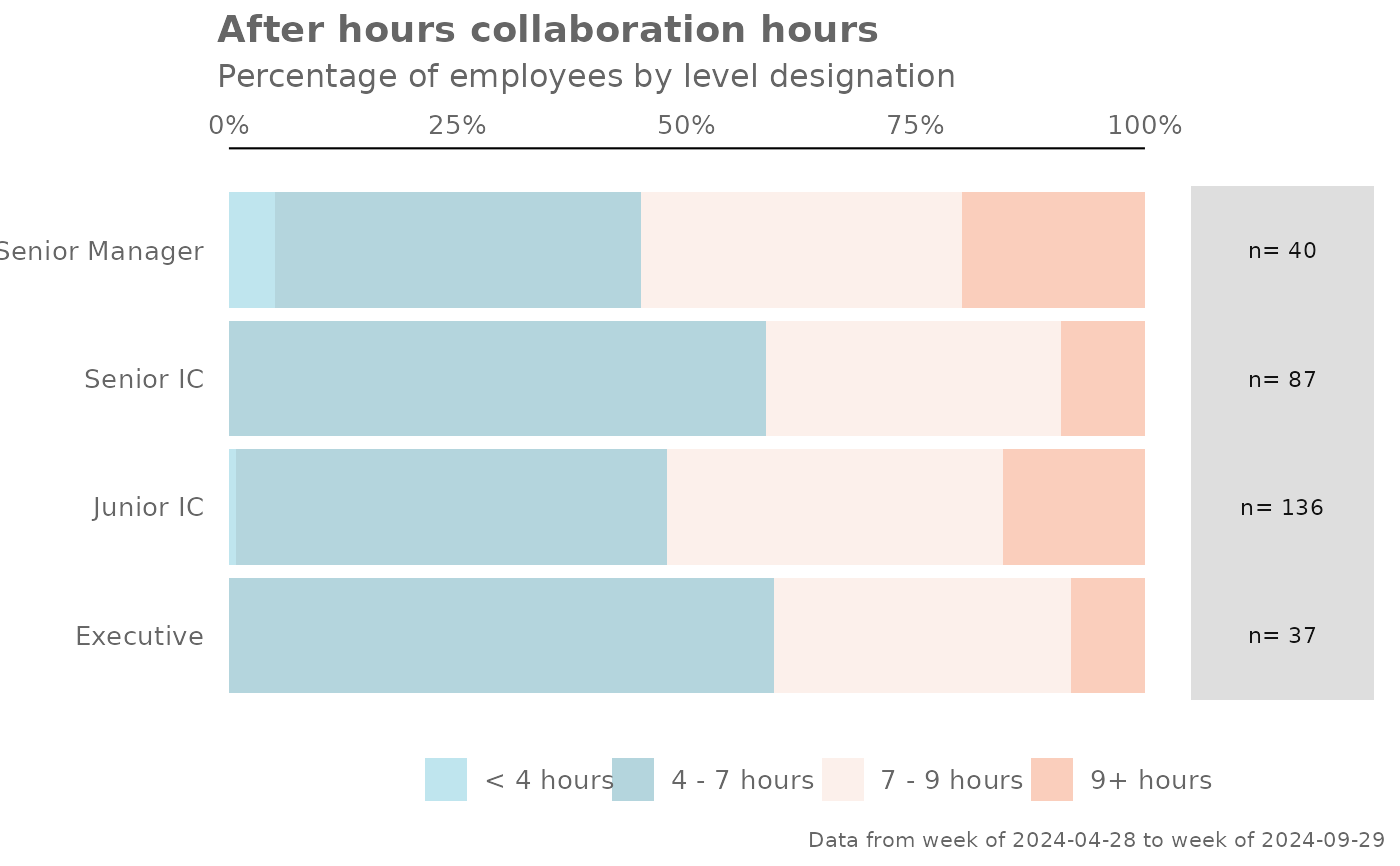 After hours collaboration hours
Percentage of employees by level designation
0% 25% 50% 75% 100%
Senior Manager n= 40
Senior IC n= 87
Junior IC n= 136
Executive n= 37
< 4 hours 4 - 7 hours 7 - 9 hours 9+ hours
Data from week of 2024-04-28 to week of 2024-09-29